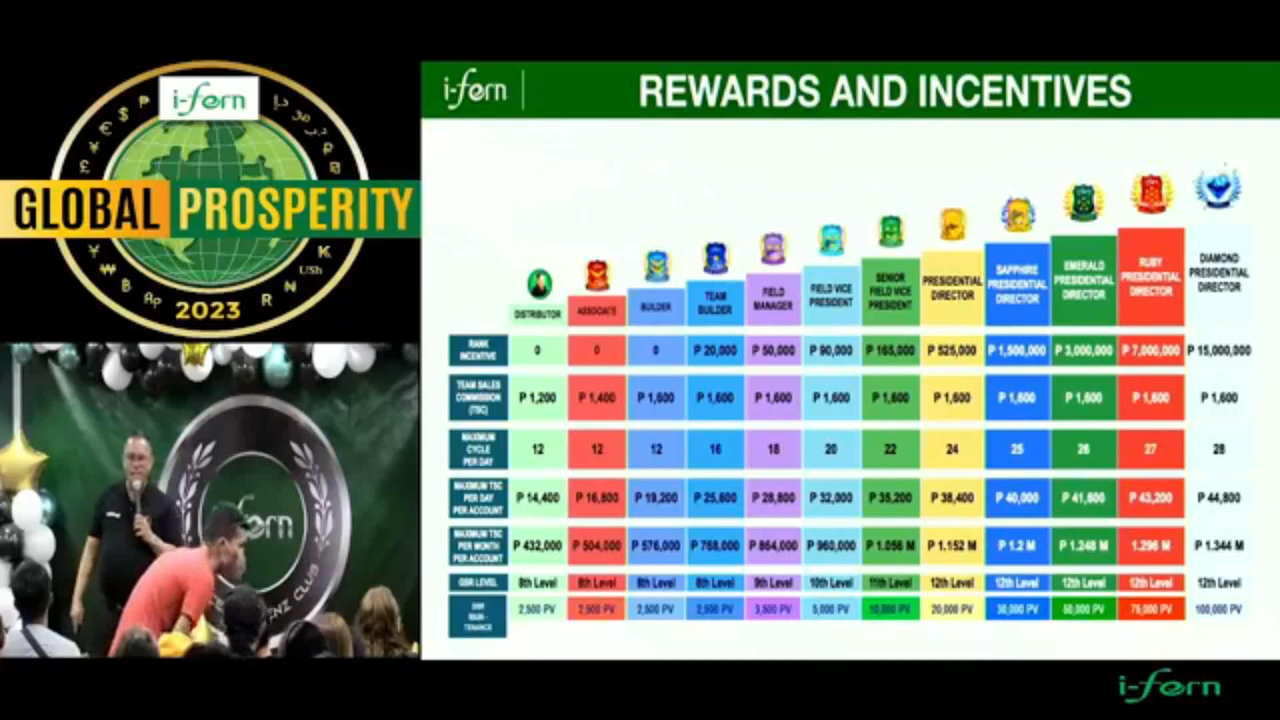 i-fern
GLOBAL PROSPERITY
2023
i-fern
REWARDS AND INCENTIVES
DISTRIBUTOR ASSOCIATE BUILDER TEAM BUILDER FIELD MANAGER FIELD VICE PRESIDENT SENIOR FIELD VICE PRESIDENT PRESIDENTIAL DIRECTOR SAPPHIRE PRESIDENTIAL DIRECTOR EMERALD PRESIDENTIAL DIRECTOR RUBY PRESIDENTIAL DIRECTOR DIAMOND PRESIDENTIAL DIRECTOR
RANK INCENTIVE 0 0 0 P 20,000 P 50,000 P 90,000 P 165,000 P 525,000 P 1,500,000 P 3,000,000 P 7,000,000 P 15,000,000
TEAM SALES COMMISSION (TSC) P 1,200 P 1,400 P 1,600 P 1,600 P 1,600 P 1,600 P 1,600 P 1,600 P 1,600 P 1,600 P 1,600 P 1,600
MAXIMUM CYCLE PER DAY 12 12 12 16 18 20 22 24 25 26 27 28
MAXIMUM TSC PER DAY PER ACCOUNT P 14,400 P 16,800 P 19,200 P 25,600 P 28,800 P 32,000 P 35,200 P 38,400 P 40,000 P 41,600 P 43,200 P 44,800
MAXIMUM TSC PER MONTH PER ACCOUNT P 432,000 P 504,000 P 576,000 P 768,000 P 864,000 P 960,000 P 1.056 M P 1.152 M P 1.2 M P 1.248 M 1.296 M P 1.344 M
GSR LEVEL 8th Level 8th Level 8th Level 8th Level 9th Level 10th Level 11th Level 12th Level 12th Level 12th Level 12th Level 12th Level
2,500 PV 2,500 PV 2,500 PV 2,500 PV 3,500 PV 5,000 PV 10,000 PV 20,000 PV 30,000 PV 50,000 PV 75,000 PV 100,000 PV
i-fern